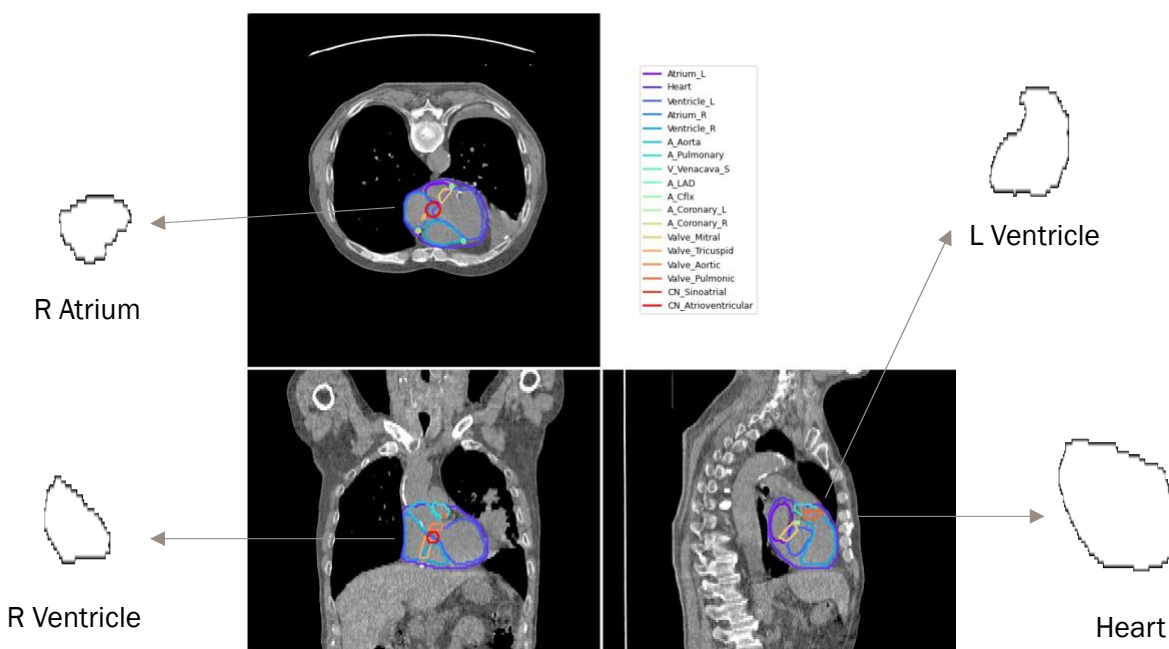 Atrium_L
Heart
Ventricle_L
Atrium_R
Ventricle_R
A_Aorta
A_Pulmonary
V_Venacava_S
A_LAD
A_Cflx
A_Coronary_L
A_Coronary_R
Valve_Mitral
Valve_Tricuspid
Valve_Aortic
Valve_Pulmonic
CN_Sinoatrial
CN_Atrioventricular
L Ventricle
R Atrium
R Ventricle
Heart